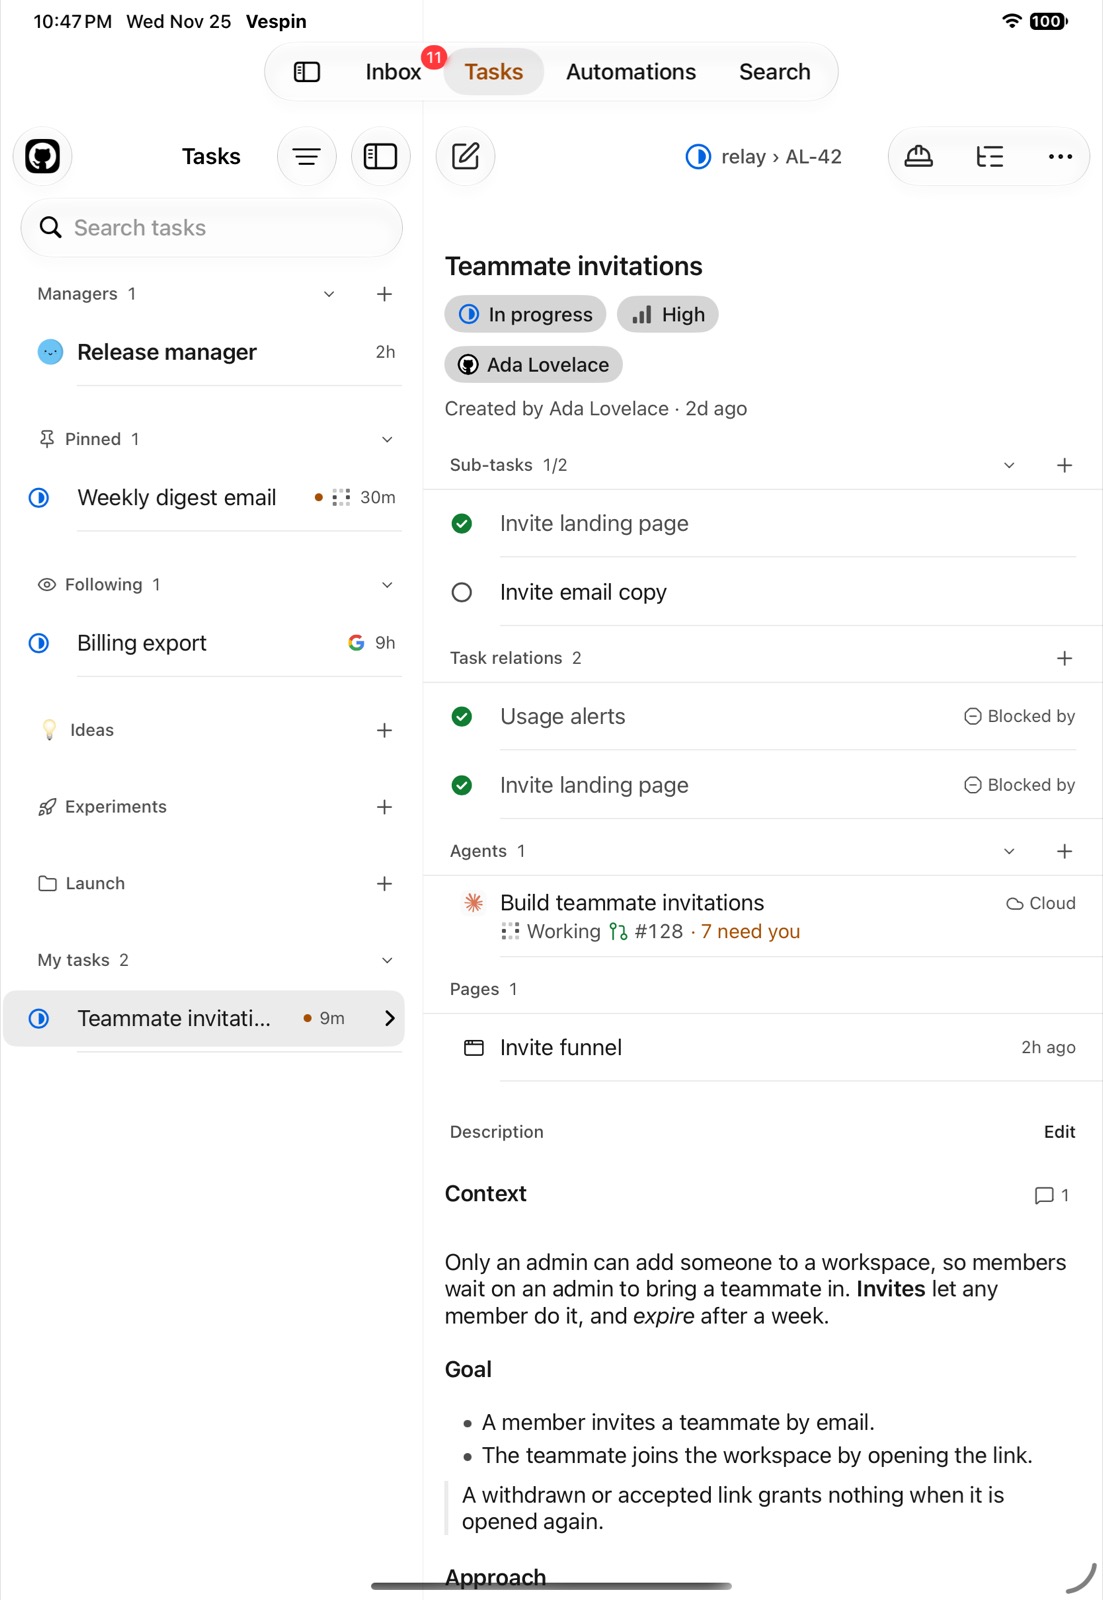 10:47 PM Wed Nov 25 Vespin
100
Inbox 11 Tasks Automations Search
Tasks
Search tasks
Managers 1
Release manager 2h
Pinned 1
Weekly digest email 30m
Following 1
Billing export 9h
Ideas
Experiments
Launch
My tasks 2
Teammate invitati... 9m
relay › AL-42
Teammate invitations
In progress High
Ada Lovelace
Created by Ada Lovelace · 2d ago
Sub-tasks 1/2
Invite landing page
Invite email copy
Task relations 2
Usage alerts Blocked by
Invite landing page Blocked by
Agents 1
Build teammate invitations Cloud
Working #128 · 7 need you
Pages 1
Invite funnel 2h ago
Description Edit
Context 1
Only an admin can add someone to a workspace, so members
wait on an admin to bring a teammate in. Invites let any
member do it, and expire after a week.
Goal
• A member invites a teammate by email.
• The teammate joins the workspace by opening the link.
A withdrawn or accepted link grants nothing when it is
opened again.
Approach